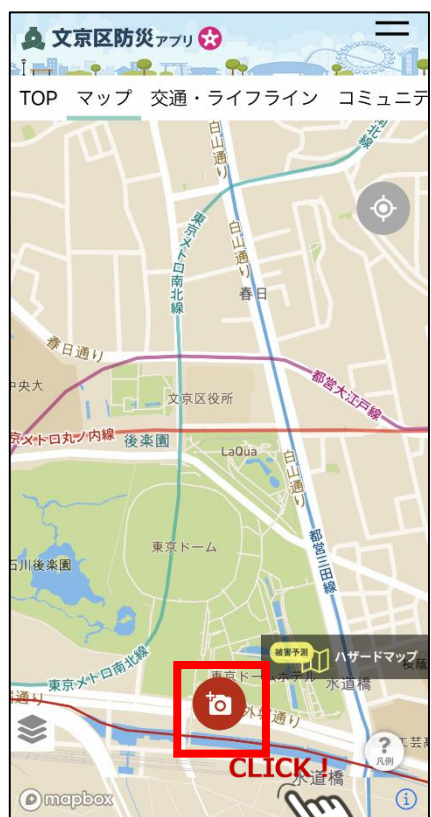 文京区防災アプリ
TOP マップ 交通・ライフライン コミュニテ
白山通り
線
東京メトロ南北線
白山通り
春日
春日通り
中央大
文京区役所
都営大江戸線
京メトロ丸ノ内線
後楽園
LaQua
白山通り
東京ドーム
都営三田線
石川後楽園
被害予測
ハザードマップ
東京メトロ南北線
東京ドームホテル
水道橋
外堀通り
?
凡例
CLICK!
水道橋
mapbox
i